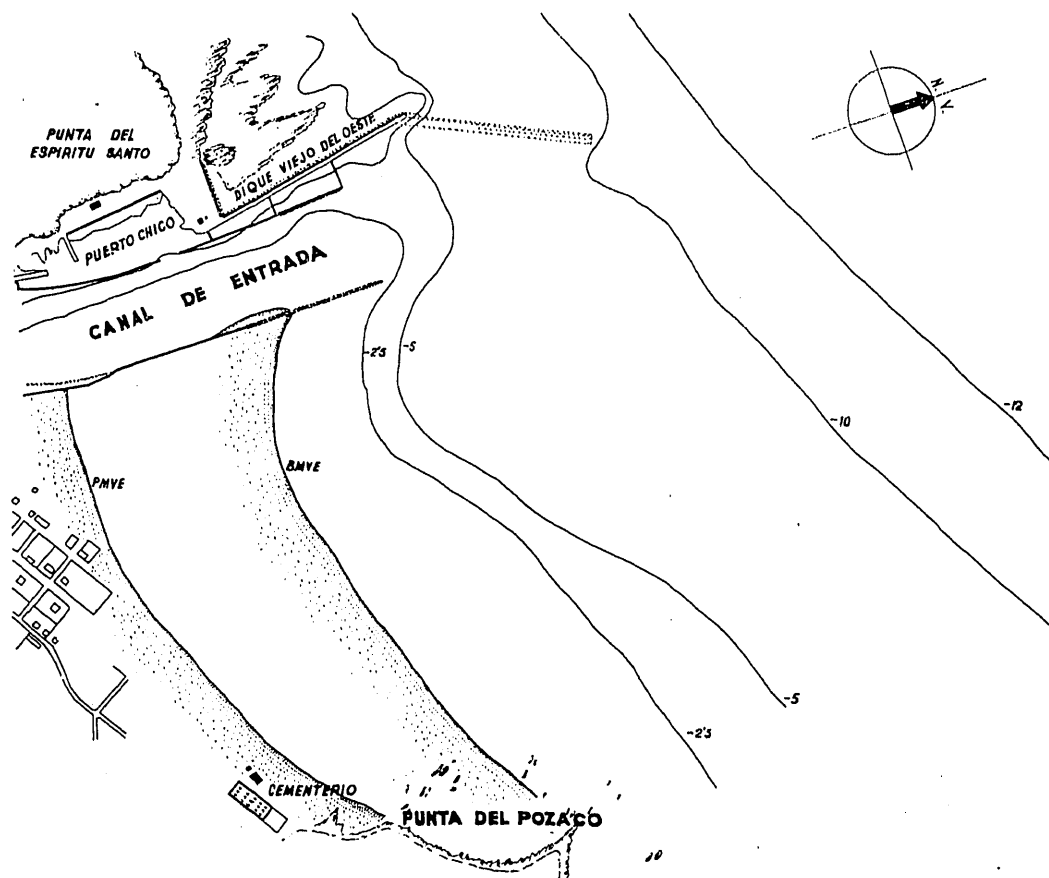 PUNTA DEL
ESPIRITU SANTO
DIQUE VIEJO DEL OESTE
N. V.
PUERTO CHICO
CANAL DE ENTRADA
-2'5
-5
-12
-10
PMVE
BMVE
-5
-2'5
CEMENTERIO
PUNTA DEL POZACO